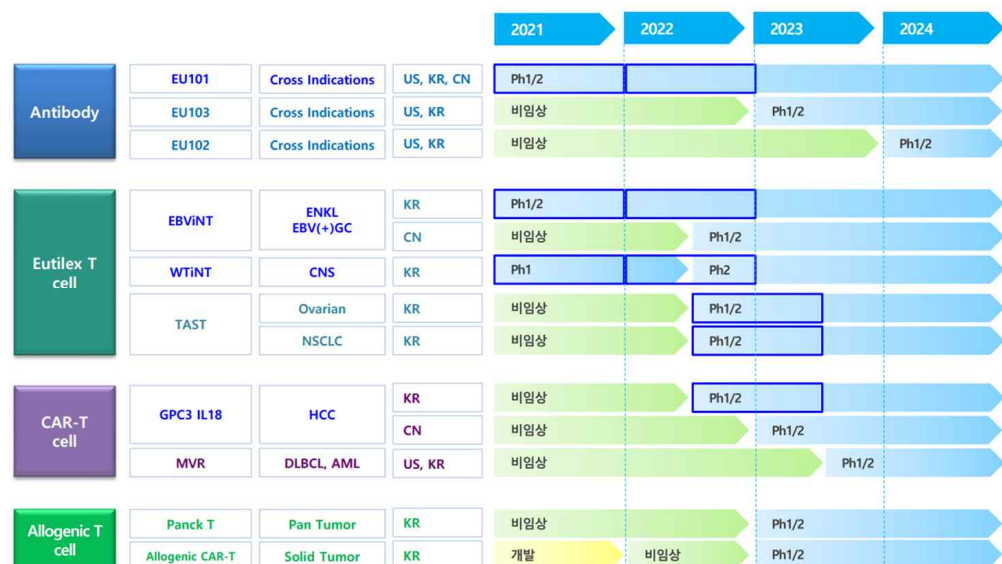 2021 2022 2023 2024
Antibody
EU101 Cross Indications US, KR, CN Ph1/2
EU103 Cross Indications US, KR 비임상 Ph1/2
EU102 Cross Indications US, KR 비임상 Ph1/2
Eutilex T
cell
EBViNT ENKL
EBV(+)GC
KR Ph1/2
CN 비임상 Ph1/2
WTiNT CNS KR Ph1 Ph2
TAST
Ovarian KR 비임상 Ph1/2
NSCLC KR 비임상 Ph1/2
CAR-T
cell
GPC3 IL18 HCC
KR 비임상 Ph1/2
CN 비임상 Ph1/2
MVR DLBCL, AML US, KR 비임상 Ph1/2
Allogenic T
cell
Panck T Pan Tumor KR 비임상 Ph1/2
Allogenic CAR-T Solid Tumor KR 개발 비임상 Ph1/2